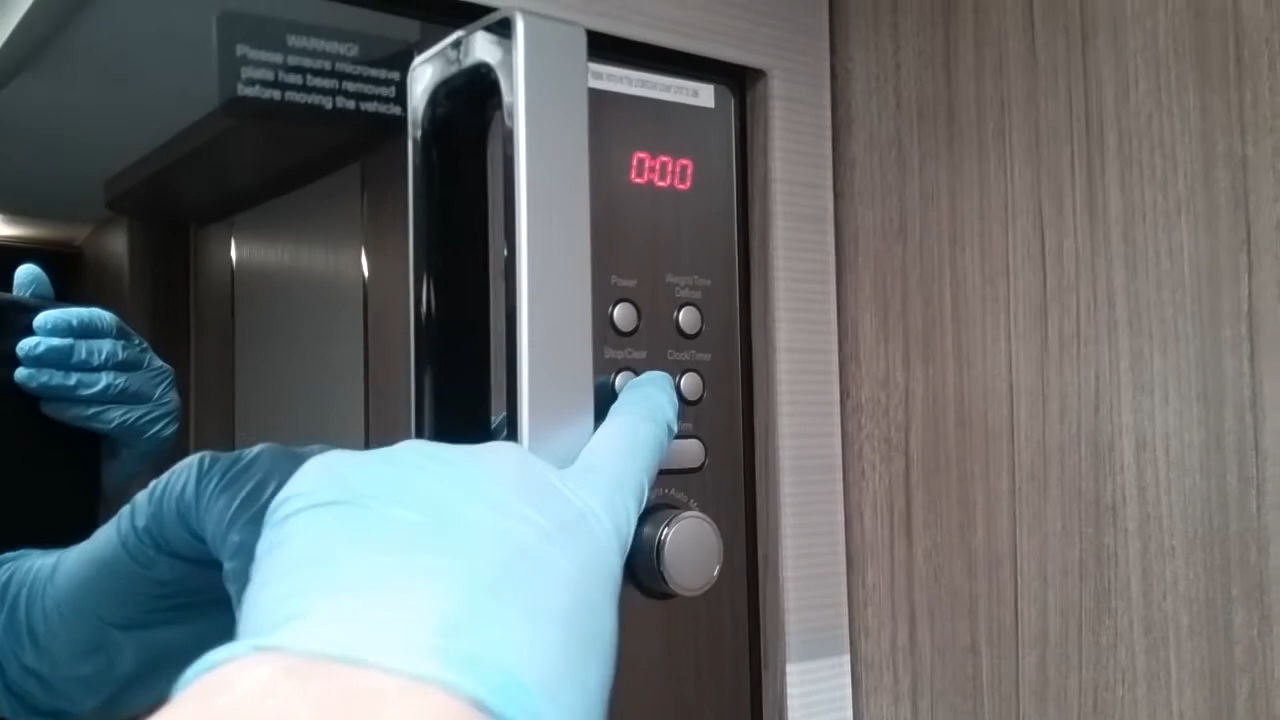 WARNING!
Please ensure microwave
plate has been removed
before moving the vehicle.
0:00
Power
Weight/Time
Defrost
Stop/Clear
Clock/Timer
Auto M